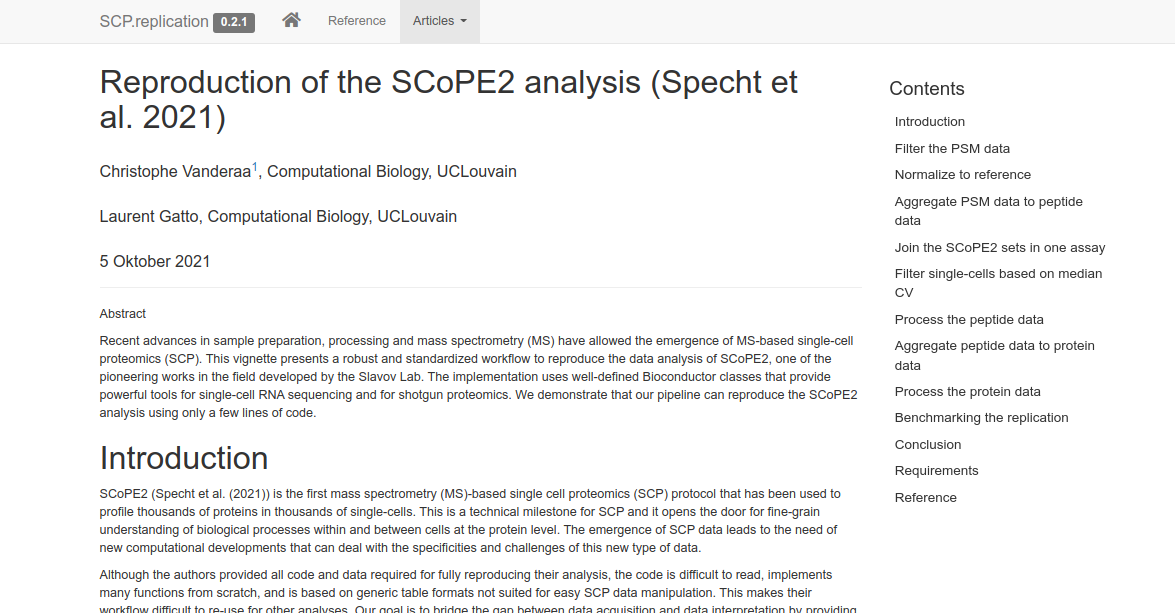 SCP.replication 0.2.1 Reference Articles
Reproduction of the SCoPE2 analysis (Specht et
al. 2021)
Christophe Vanderaa1, Computational Biology, UCLouvain
Laurent Gatto, Computational Biology, UCLouvain
5 Oktober 2021
Abstract
Recent advances in sample preparation, processing and mass spectrometry (MS) have allowed the emergence of MS-based single-cell
proteomics (SCP). This vignette presents a robust and standardized workflow to reproduce the data analysis of SCoPE2, one of the
pioneering works in the field developed by the Slavov Lab. The implementation uses well-defined Bioconductor classes that provide
powerful tools for single-cell RNA sequencing and for shotgun proteomics. We demonstrate that our pipeline can reproduce the SCoPE2
analysis using only a few lines of code.
Introduction
SCoPE2 (Specht et al. (2021)) is the first mass spectrometry (MS)-based single cell proteomics (SCP) protocol that has been used to
profile thousands of proteins in thousands of single-cells. This is a technical milestone for SCP and it opens the door for fine-grain
understanding of biological processes within and between cells at the protein level. The emergence of SCP data leads to the need of
new computational developments that can deal with the specificities and challenges of this new type of data.
Although the authors provided all code and data required for fully reproducing their analysis, the code is difficult to read, implements
many functions from scratch, and is based on generic table formats not suited for easy SCP data manipulation. This makes their
workflow difficult to re-use for other analyses. Our goal is to bridge the gap between data acquisition and data interpretation by providing
Contents
Introduction
Filter the PSM data
Normalize to reference
Aggregate PSM data to peptide
data
Join the SCoPE2 sets in one assay
Filter single-cells based on median
CV
Process the peptide data
Aggregate peptide data to protein
data
Process the protein data
Benchmarking the replication
Conclusion
Requirements
Reference